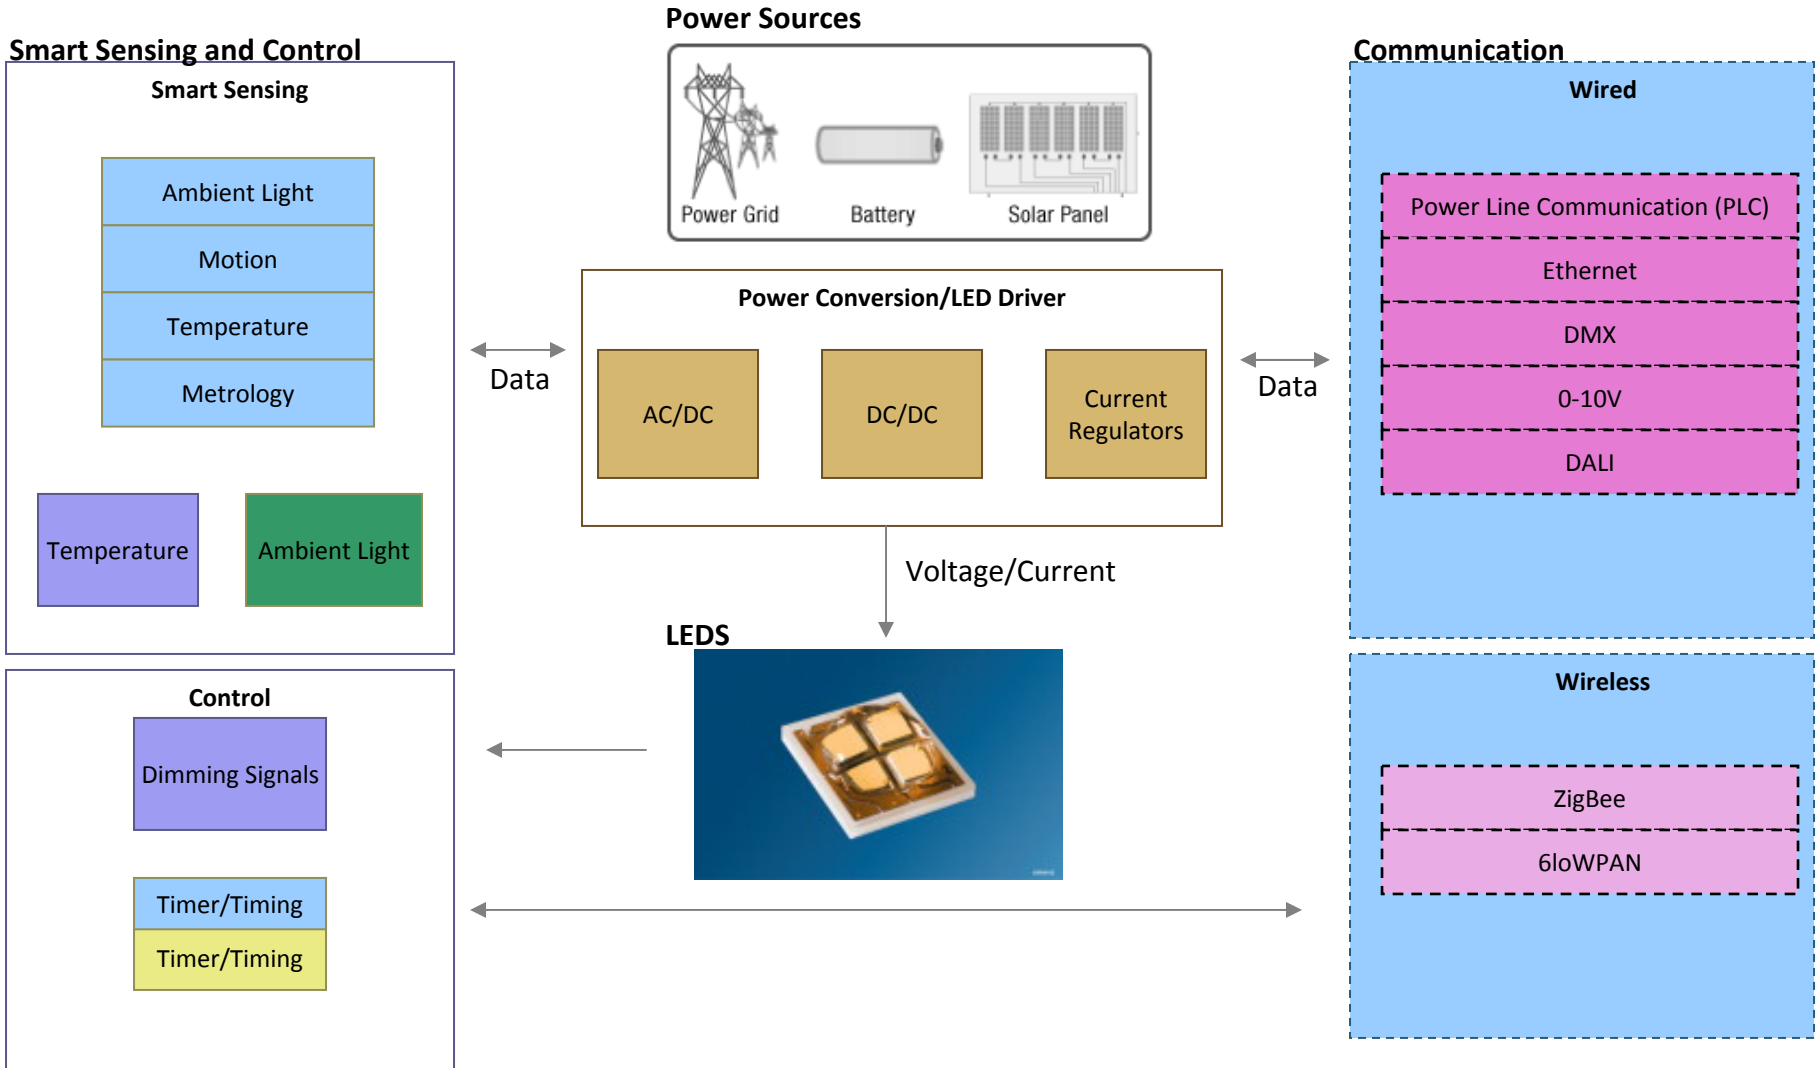 Power Sources
Smart Sensing and Control
Communication
Smart Sensing
Ambient Light
Motion
Temperature
Metrology
Temperature
Ambient Light
Control
Dimming Signals
Timer/Timing
Timer/Timing
Power Grid
Battery
Solar Panel
Power Conversion/LED Driver
AC/DC
DC/DC
Current
Regulators
Data
Data
Voltage/Current
LEDS
Wired
Power Line Communication (PLC)
Ethernet
DMX
0-10V
DALI
Wireless
ZigBee
6loWPAN